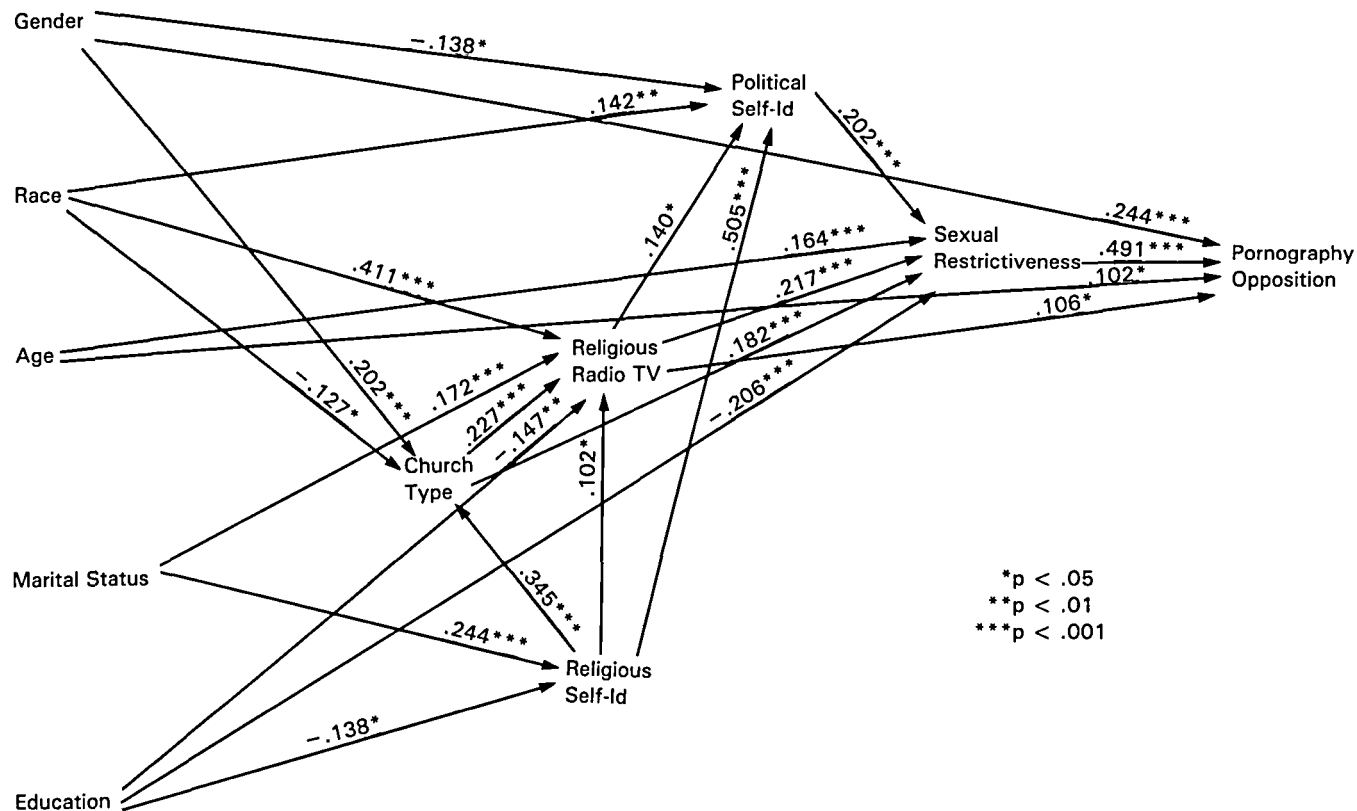 Gender
-.138*
Political
Self-Id
.142**
.202***
Race
.244***
.140*
.505***
.164***
Sexual
Restrictiveness
.491***
Pornography
Opposition
.411***
.217***
.102*
.106*
Age
Religious
Radio TV
.182***
-.127*
.202***
.172***
.227***
-.147**
-.206***
Church
Type
.102*
Marital Status
.345***
.244***
Religious
Self-Id
-.138*
Education
*p < .05
**p < .01
***p < .001